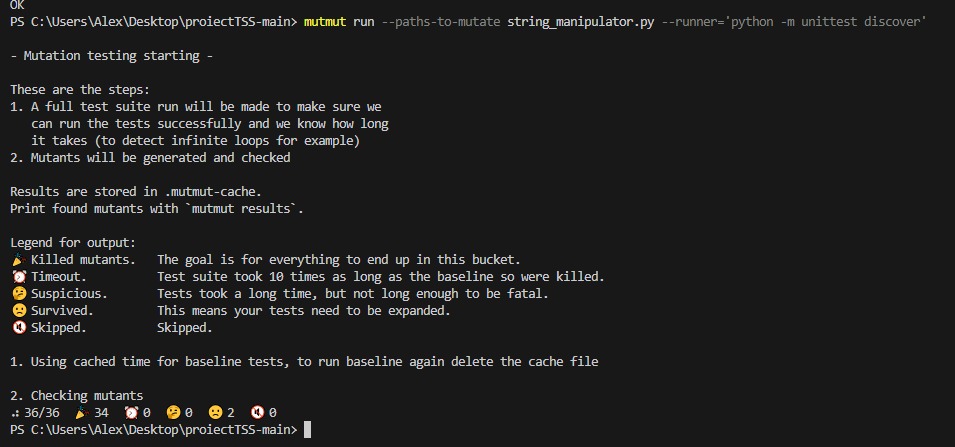 OK
PS C:\Users\Alex\Desktop\proiectTSS-main> mutmut run --paths-to-mutate string_manipulator.py --runner='python -m unittest discover'
- Mutation testing starting -
These are the steps:
1. A full test suite run will be made to make sure we
can run the tests successfully and we know how long
it takes (to detect infinite loops for example)
2. Mutants will be generated and checked
Results are stored in .mutmut-cache.
Print found mutants with `mutmut results`.
Legend for output:
🎉 Killed mutants.   The goal is for everything to end up in this bucket.
⏰ Timeout.          Test suite took 10 times as long as the baseline so were killed.
🤔 Suspicious.       Tests took a long time, but not long enough to be fatal.
🙁 Survived.         This means your tests need to be expanded.
🔇 Skipped.          Skipped.
1. Using cached time for baseline tests, to run baseline again delete the cache file
2. Checking mutants
⠴ 36/36  🎉 34  ⏰ 0  🤔 0  🙁 2  🔇 0
PS C:\Users\Alex\Desktop\proiectTSS-main>